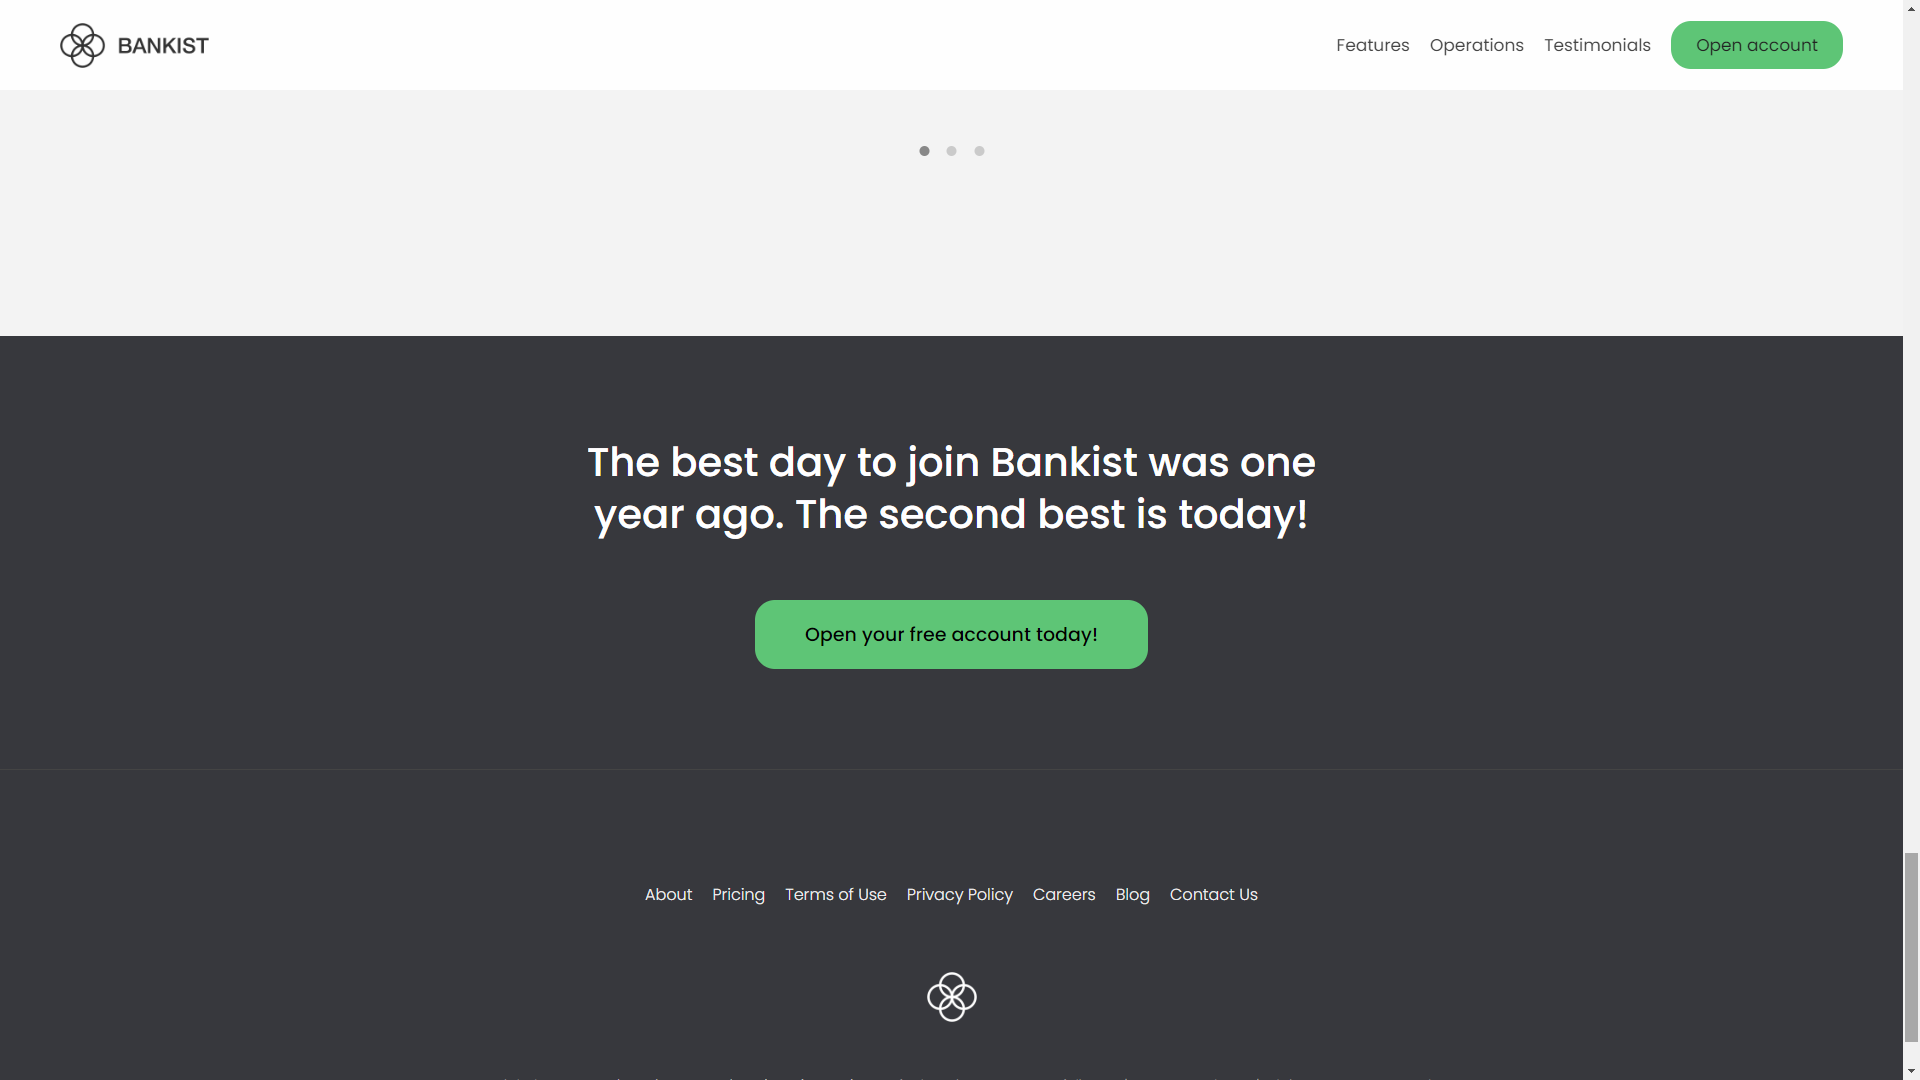 BANKIST
Features Operations Testimonials Open account
The best day to join Bankist was one
year ago. The second best is today!
Open your free account today!
About Pricing Terms of Use Privacy Policy Careers Blog Contact Us